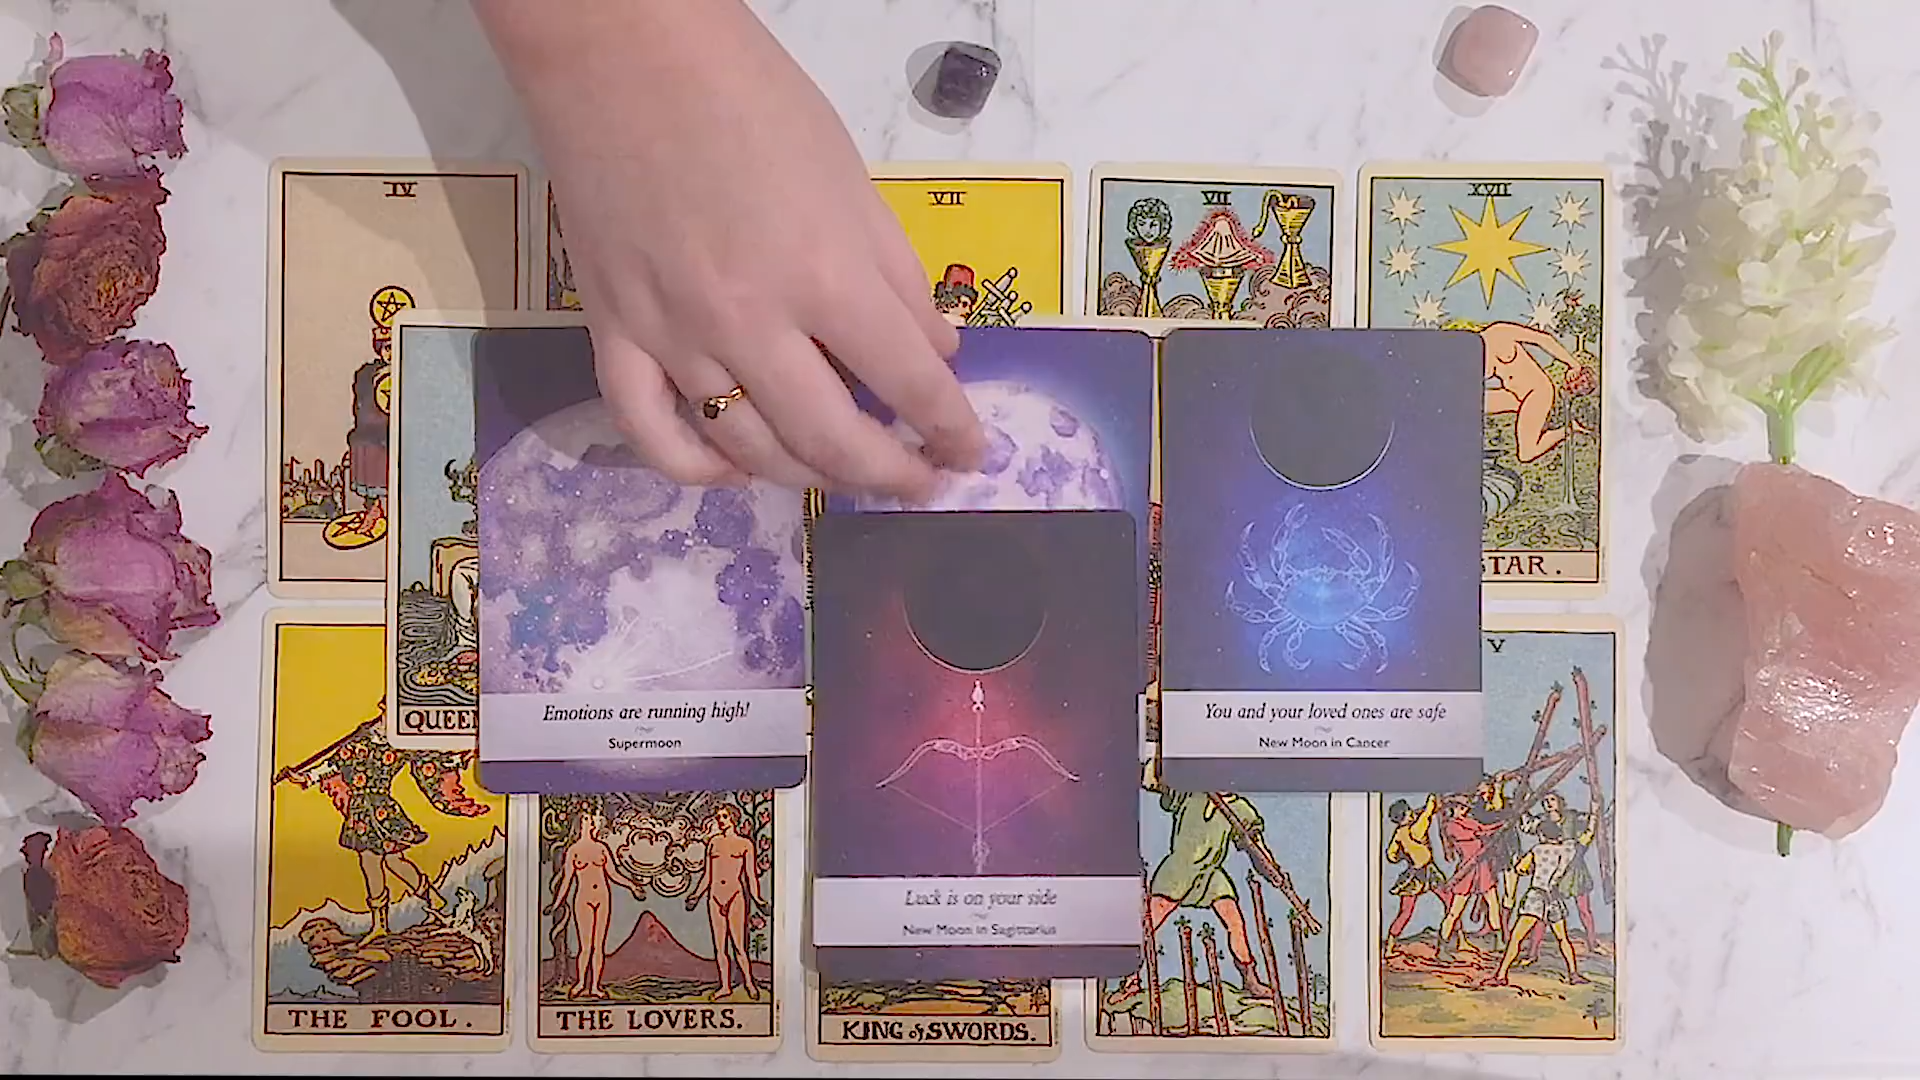 IV
VII
VII
XVII
STAR.
QUEEN
Emotions are running high!
Supermoon
You and your loved ones are safe
New Moon in Cancer
V
Luck is on your side
New Moon in Sagittarius
THE FOOL.
THE LOVERS.
KING of SWORDS.